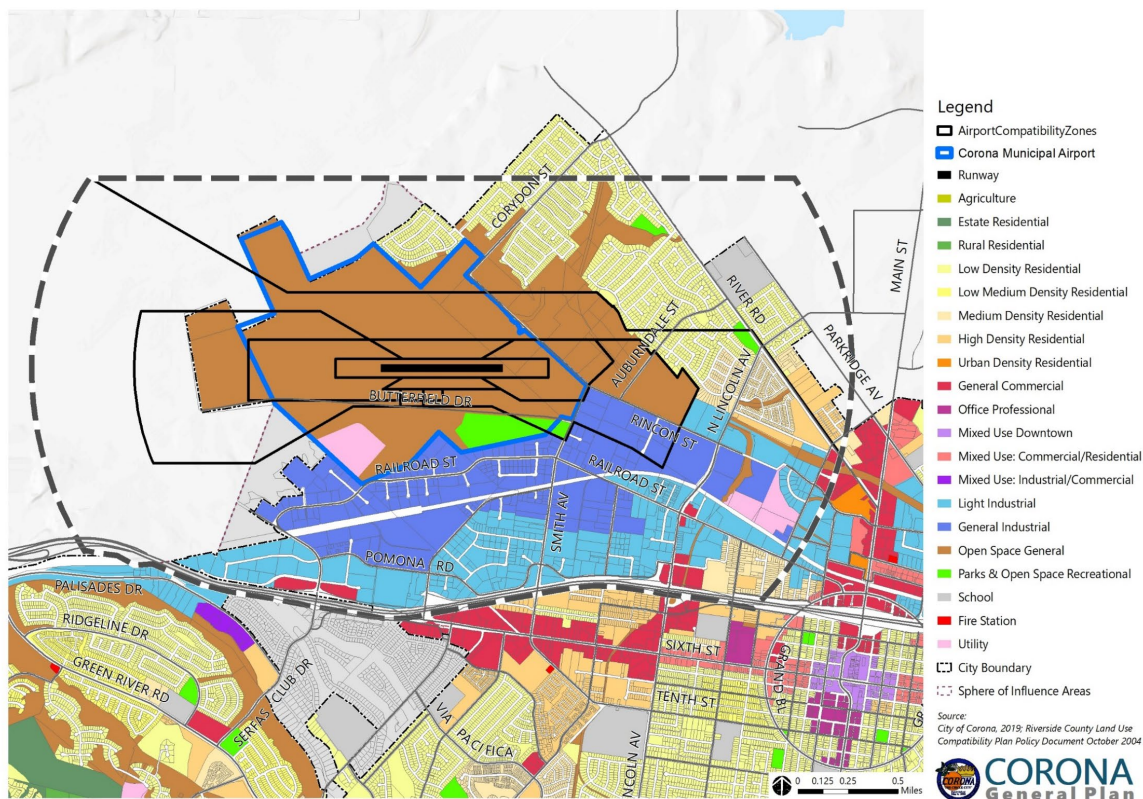 CORYDON ST
AUBURNDALE ST
RIVER RD
MAIN ST
PARKRIDGE AV
N LINCOLN AV
BUTTERFIELD DR
RINCON ST
RAILROAD ST
RAILROAD ST
SMITH AV
POMONA RD
PALISADES DR
RIDGELINE DR
GREEN RIVER RD
SERFAS CLUB DR
SIXTH ST
GRAND BL
TENTH ST
VIA
PACIFICA
LINCOLN AV
0 0.125 0.25 0.5
Miles
Legend
AirportCompatibilityZones
Corona Municipal Airport
Runway
Agriculture
Estate Residential
Rural Residential
Low Density Residential
Low Medium Density Residential
Medium Density Residential
High Density Residential
Urban Density Residential
General Commercial
Office Professional
Mixed Use Downtown
Mixed Use: Commercial/Residential
Mixed Use: Industrial/Commercial
Light Industrial
General Industrial
Open Space General
Parks & Open Space Recreational
School
Fire Station
Utility
City Boundary
Sphere of Influence Areas
Source:
City of Corona, 2019; Riverside County Land Use
Compatibility Plan Policy Document October 2004
CORONA
General Plan